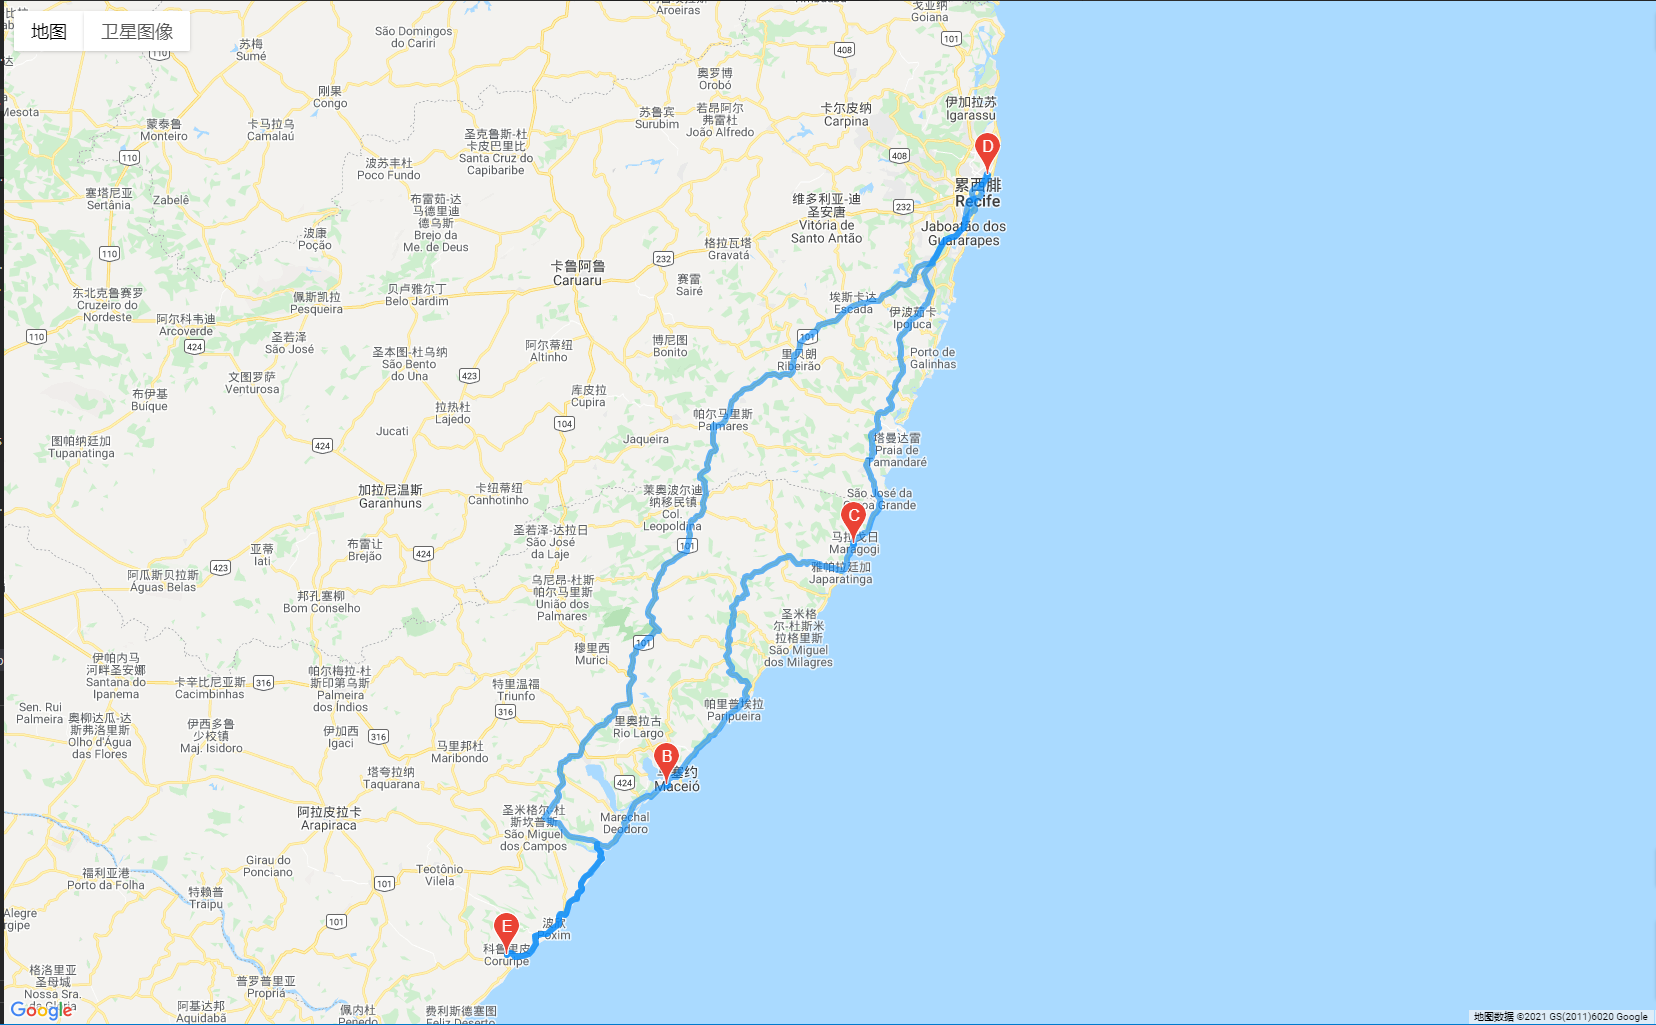 地图
卫星图像
Aroeiras
戈亚纳
Goiana
São Domingos
do Cariri
苏梅
Sumé
101
408
奥罗博
Orobó
刚果
Congo
Mesota
蒙泰鲁
Monteiro
卡马拉乌
Camalaú
苏鲁宾
Surubim
若昂阿尔
弗雷杜
João Alfredo
卡尔皮纳
Carpina
伊加拉苏
Igarassu
圣克鲁斯-杜
卡皮巴里比
Santa Cruz do
Capibaribe
110
波苏丰杜
Poco Fundo
408
D
累西腓
Recife
塞塔尼亚
Sertânia
Zabelê
布雷茹-达
马德里迪
德乌斯
Brejo da
Me. de Deus
维多利亚-迪
圣安唐
Vitória de
Santo Antão
232
Jaboatão dos
Guararapes
波康
Poção
格拉瓦塔
Gravatá
110
232
卡鲁阿鲁
Caruaru
赛雷
Sairé
东北克鲁赛罗
Cruzeiro do
Nordeste
佩斯凯拉
Pesqueira
贝卢雅尔丁
Belo Jardim
埃斯卡达
Escada
伊波茹卡
Ipojuca
阿尔科韦迪
Arcoverde
110
424
圣若泽
São José
圣本图-杜乌纳
São Bento
do Una
阿尔蒂纽
Altinho
博尼图
Bonito
101
里贝朗
Ribeirão
Porto de
Galinhas
423
文图罗萨
Venturosa
布伊基
Buíque
库皮拉
Cupira
拉热杜
Lajedo
帕尔马里斯
Palmares
104
Jucati
Jaqueira
424
图帕纳廷加
Tupanatinga
塔曼达雷
Praia de
Tamandaré
加拉尼温斯
Garanhuns
卡纽蒂纽
Canhotinho
莱奥波尔迪
纳移民镇
Col.
Leopoldina
São José da
Coroa Grande
C
马拉戈日
Maragogi
圣若泽-达拉日
São José
da Laje
亚蒂
Iati
布雷让
Brejão
423
101
423
阿瓜斯贝拉斯
Águas Belas
雅帕拉廷加
Japaratinga
邦孔塞柳
Bom Conselho
乌尼昂-杜斯
帕尔马里斯
União dos
Palmares
圣米格
尔-杜斯米
拉格里斯
São Miguel
dos Milagres
101
穆里西
Murici
伊帕内马
河畔圣安娜
Santana do
Ipanema
卡辛比尼亚斯
Cacimbinhas
316
帕尔梅拉-杜
斯印第乌斯
Palmeira
dos Índios
特里温福
Triunfo
316
Sen. Rui
Palmeira
奥柳达瓜-达
斯弗洛里斯
Olho d'Água
das Flores
伊西多鲁
少校镇
Maj. Isidoro
伊加西
Igaci
316
马里邦杜
Maribondo
里奥拉古
Rio Largo
帕里普埃拉
Paripueira
塔夸拉纳
Taquarana
B
马塞约
Maceió
424
阿拉皮拉卡
Arapiraca
圣米格尔-杜
斯坎普斯
São Miguel
dos Campos
Marechal
Deodoro
Girau do
Ponciano
福利亚港
Porto da Folha
Teotônio
Vilela
101
特赖普
Traipu
Alegre
101
E
科鲁里皮
Coruripe
Poxim
格洛里亚
圣母城
Nossa Sra.
da Glória
普罗普里亚
Propriá
阿基达邦
Aquidabã
佩内杜
Penedo
费利斯德塞图
Feliz Deserto
Google
地图数据 ©2021 GS(2011)6020 Google